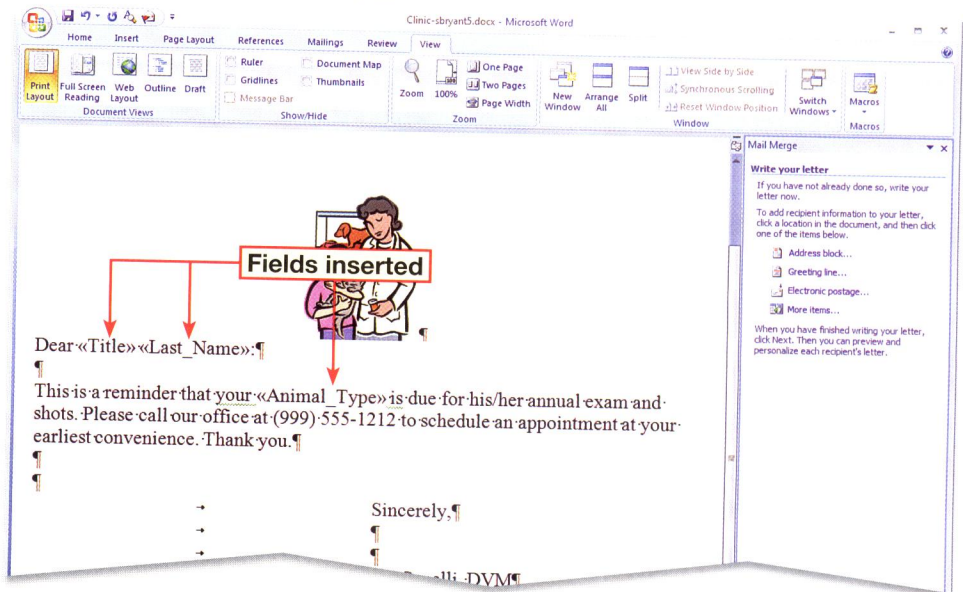 Clinic-sbryant5.docx - Microsoft Word
Home Insert Page Layout References Mailings Review View
Print Layout
Full Screen Reading
Web Layout
Outline
Draft
Document Views
Ruler
Gridlines
Message Bar
Document Map
Thumbnails
Show/Hide
Zoom
100%
One Page
Two Pages
Page Width
Zoom
New Window
Arrange All
Split
View Side by Side
Synchronous Scrolling
Reset Window Position
Window
Switch Windows
Macros
Macros
Fields inserted
Dear·«Title»·«Last_Name»:¶
¶
This·is·a·reminder·that·your·«Animal_Type»·is·due·for·his/her·annual·exam·and·
shots.·Please·call·our·office·at·(999)·555-1212·to·schedule·an·appointment·at·your·
earliest·convenience.·Thank·you.¶
¶
¶
Sincerely,¶
¶
¶
DVM¶
Mail Merge
Write your letter
If you have not already done so, write your
letter now.
To add recipient information to your letter,
click a location in the document, and then click
one of the items below.
Address block...
Greeting line...
Electronic postage...
More items...
When you have finished writing your letter,
click Next. Then you can preview and
personalize each recipient's letter.